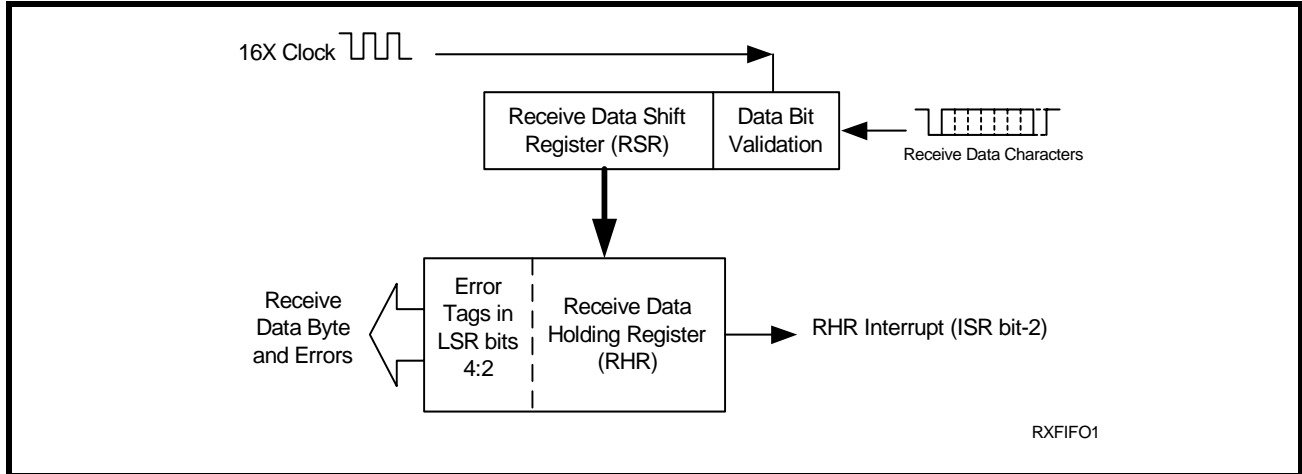 16X Clock
Receive Data Shift
Register (RSR)
Data Bit
Validation
Receive Data Characters
Receive
Data Byte
and Errors
Error
Tags in
LSR bits
4:2
Receive Data
Holding Register
(RHR)
RHR Interrupt (ISR bit-2)
RXFIFO1